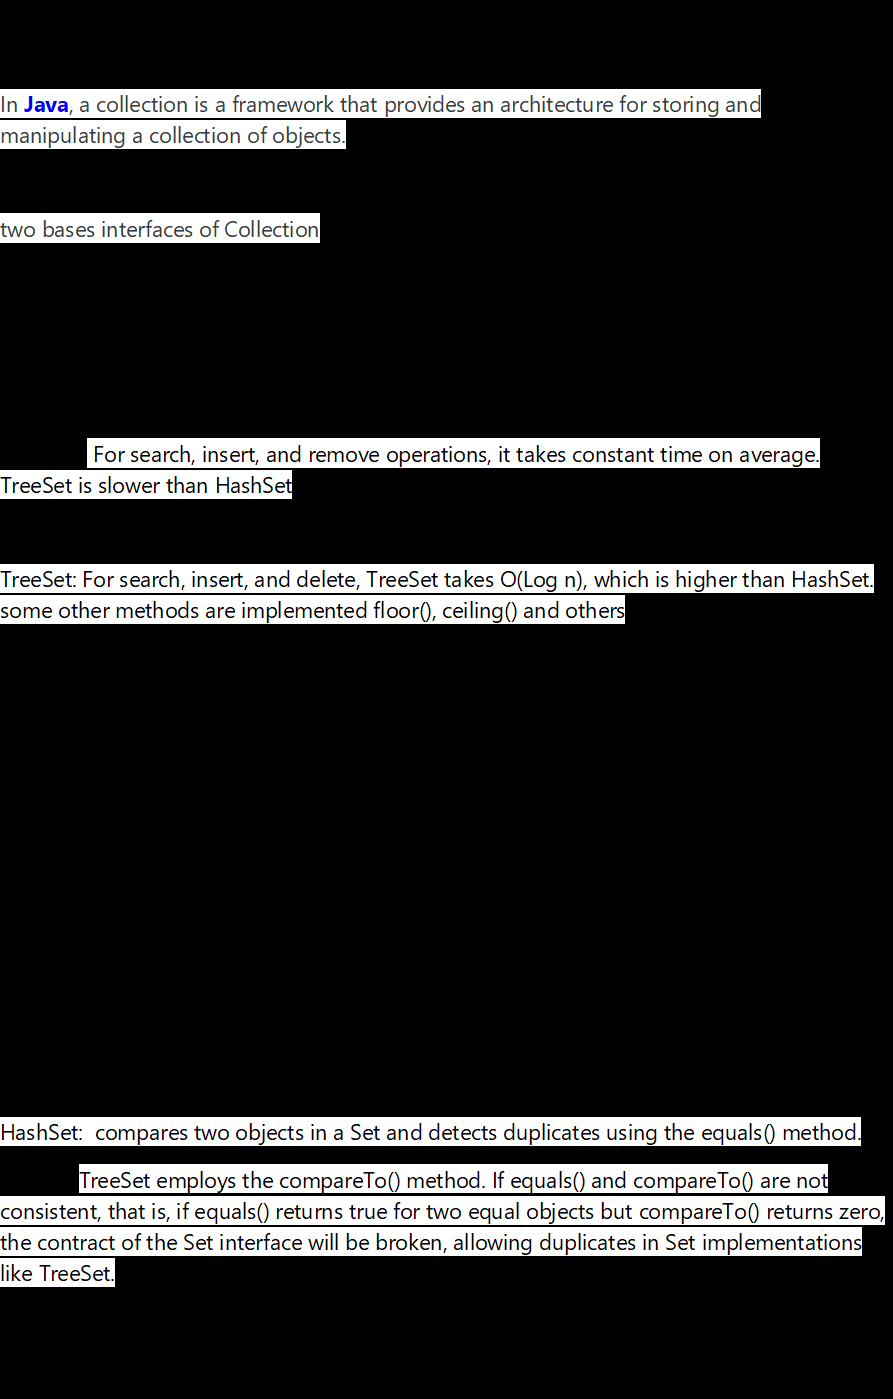 In Java, a collection is a framework that provides an architecture for storing and
manipulating a collection of objects.
two bases interfaces of Collection
For search, insert, and remove operations, it takes constant time on average.
TreeSet is slower than HashSet
TreeSet: For search, insert, and delete, TreeSet takes O(Log n), which is higher than HashSet.
some other methods are implemented floor(), ceiling() and others
HashSet:  compares two objects in a Set and detects duplicates using the equals() method.
TreeSet employs the compareTo() method. If equals() and compareTo() are not
consistent, that is, if equals() returns true for two equal objects but compareTo() returns zero,
the contract of the Set interface will be broken, allowing duplicates in Set implementations
like TreeSet.